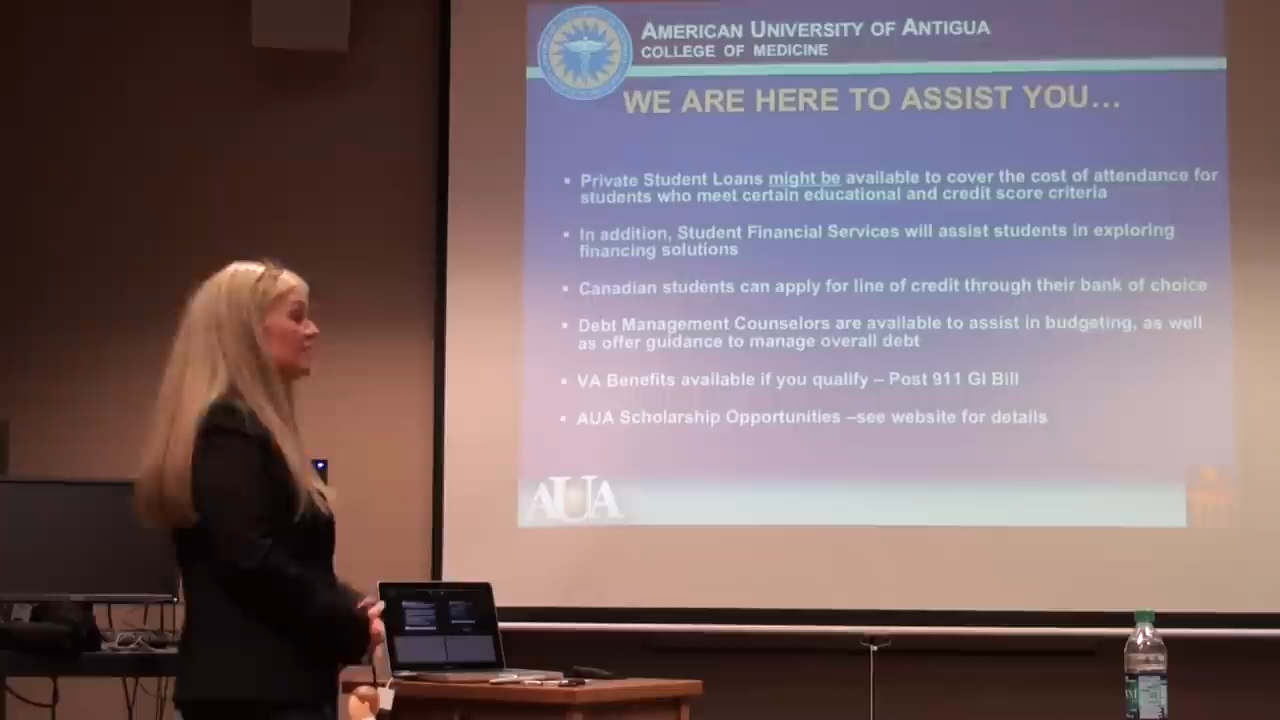 AMERICAN UNIVERSITY OF ANTIGUA
COLLEGE OF MEDICINE
WE ARE HERE TO ASSIST YOU...
▪ Private Student Loans might be available to cover the cost of attendance for
students who meet certain educational and credit score criteria
▪ In addition, Student Financial Services will assist students in exploring
financing solutions
▪ Canadian students can apply for line of credit through their bank of choice
▪ Debt Management Counselors are available to assist in budgeting, as well
as offer guidance to manage overall debt
▪ VA Benefits available if you qualify – Post 911 GI Bill
▪ AUA Scholarship Opportunities –see website for details
AUA